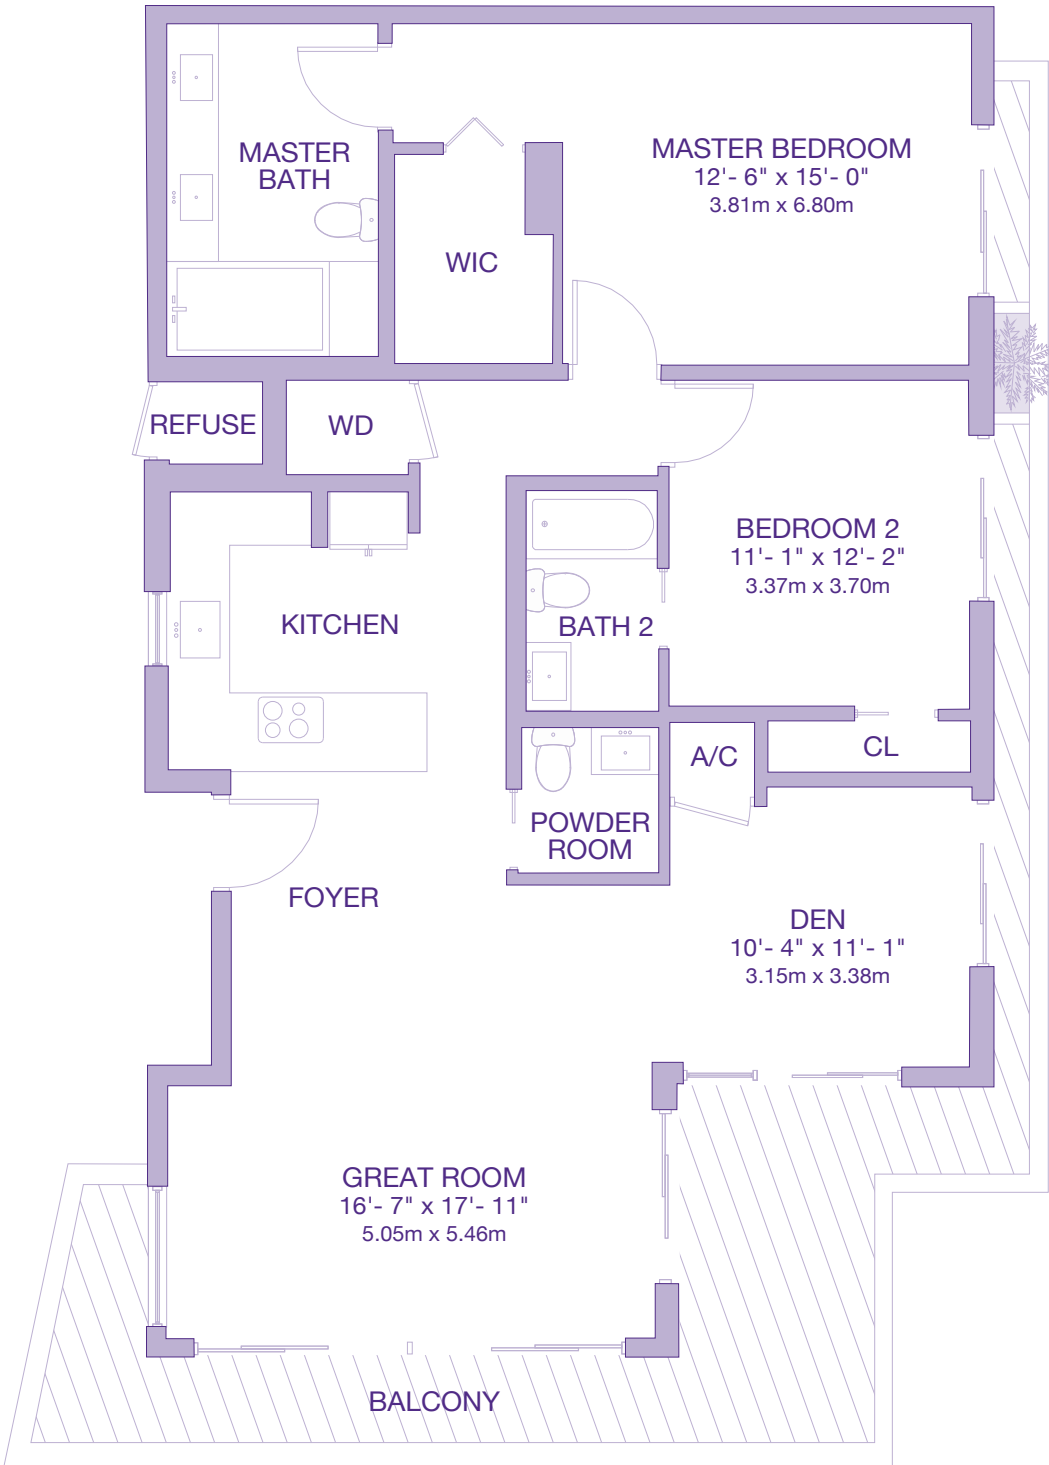 MASTER
BATH
MASTER BEDROOM
12'- 6" x 15'- 0"
3.81m x 6.80m
WIC
REFUSE
WD
BEDROOM 2
11'- 1" x 12'- 2"
3.37m x 3.70m
KITCHEN
BATH 2
A/C
CL
POWDER
ROOM
FOYER
DEN
10'- 4" x 11'- 1"
3.15m x 3.38m
GREAT ROOM
16'- 7" x 17'- 11"
5.05m x 5.46m
BALCONY